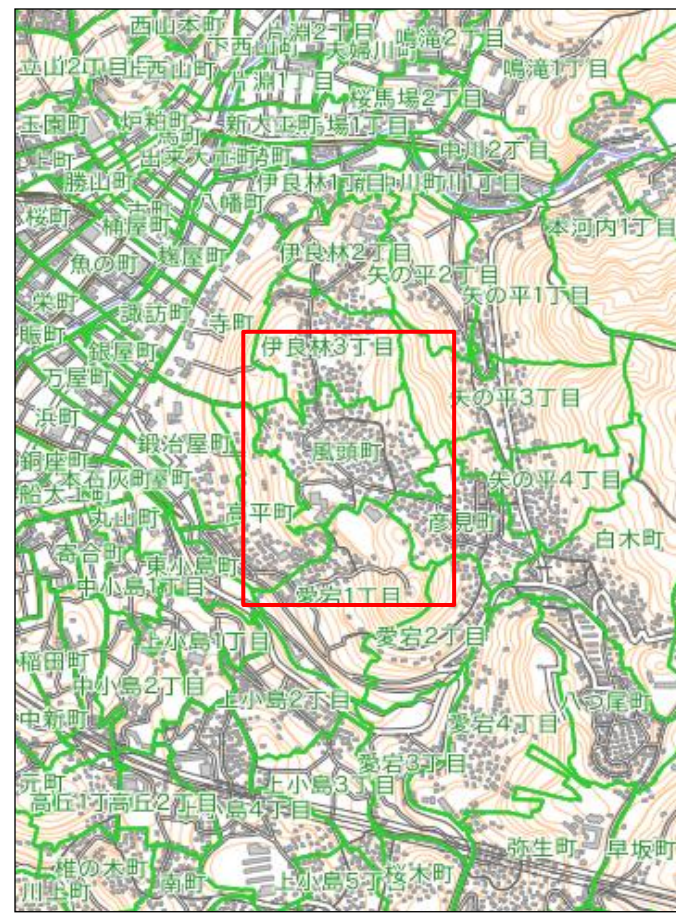 西山本町
片淵2丁目
鳴滝2丁目
下西山町
夫婦川町
立山2丁目
上西山町
片淵1丁目
鳴滝1丁目
桜馬場2丁目
玉園町
炉粕町
新大工町
場1丁目
上町
出来大工町
中川2丁目
勝山町
伊良林1丁目
中川町
川1丁目
八幡町
桜町
古町
桶屋町
本河内1丁目
魚の町
麹屋町
伊良林2丁目
矢の平2丁目
栄町
諏訪町
矢の平1丁目
賑町
寺町
銀屋町
伊良林3丁目
万屋町
矢の平3丁目
浜町
鍛冶屋町
風頭町
銅座町
本石灰町
矢の平4丁目
船大工町
丸山町
高平町
彦見町
白木町
寄合町
東小島町
中小島1丁目
愛宕1丁目
上小島1丁目
愛宕2丁目
稲田町
中小島2丁目
上小島2丁目
八つ尾町
中新町
愛宕4丁目
愛宕3丁目
元町
上小島3丁目
高丘1丁
高丘2丁目
上小島4丁目
弥生町
早坂町
椎の木町
川上町
南町
上小島5丁目
桜木町